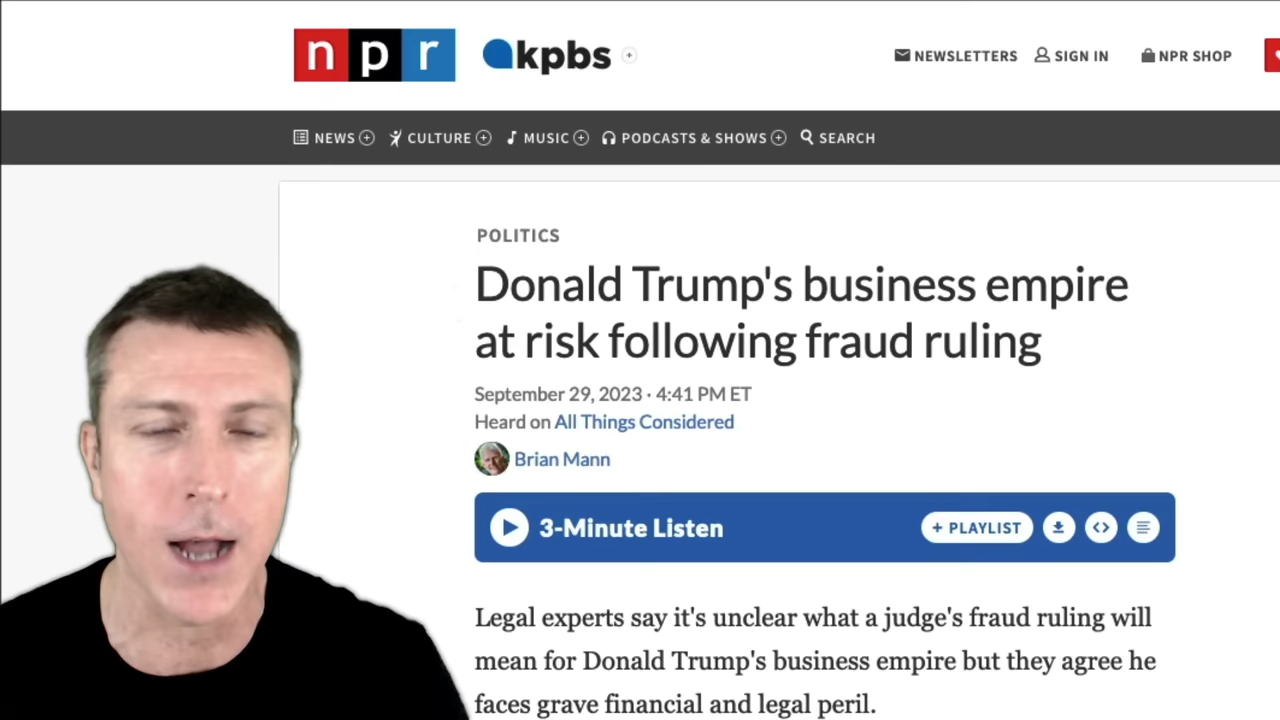 npr kpbs
NEWSLETTERS SIGN IN NPR SHOP
NEWS CULTURE MUSIC PODCASTS & SHOWS SEARCH
POLITICS
Donald Trump's business empire
at risk following fraud ruling
September 29, 2023 · 4:41 PM ET
Heard on All Things Considered
Brian Mann
3-Minute Listen + PLAYLIST
Legal experts say it's unclear what a judge's fraud ruling will
mean for Donald Trump's business empire but they agree he
faces grave financial and legal peril.